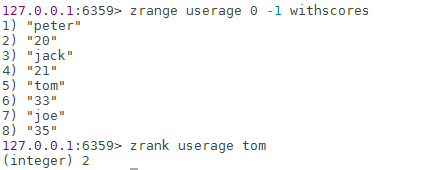 127.0.0.1:6359> zrange userage 0 -1 withscores
1) "peter"
2) "20"
3) "jack"
4) "21"
5) "tom"
6) "33"
7) "joe"
8) "35"
127.0.0.1:6359> zrank userage tom
(integer) 2